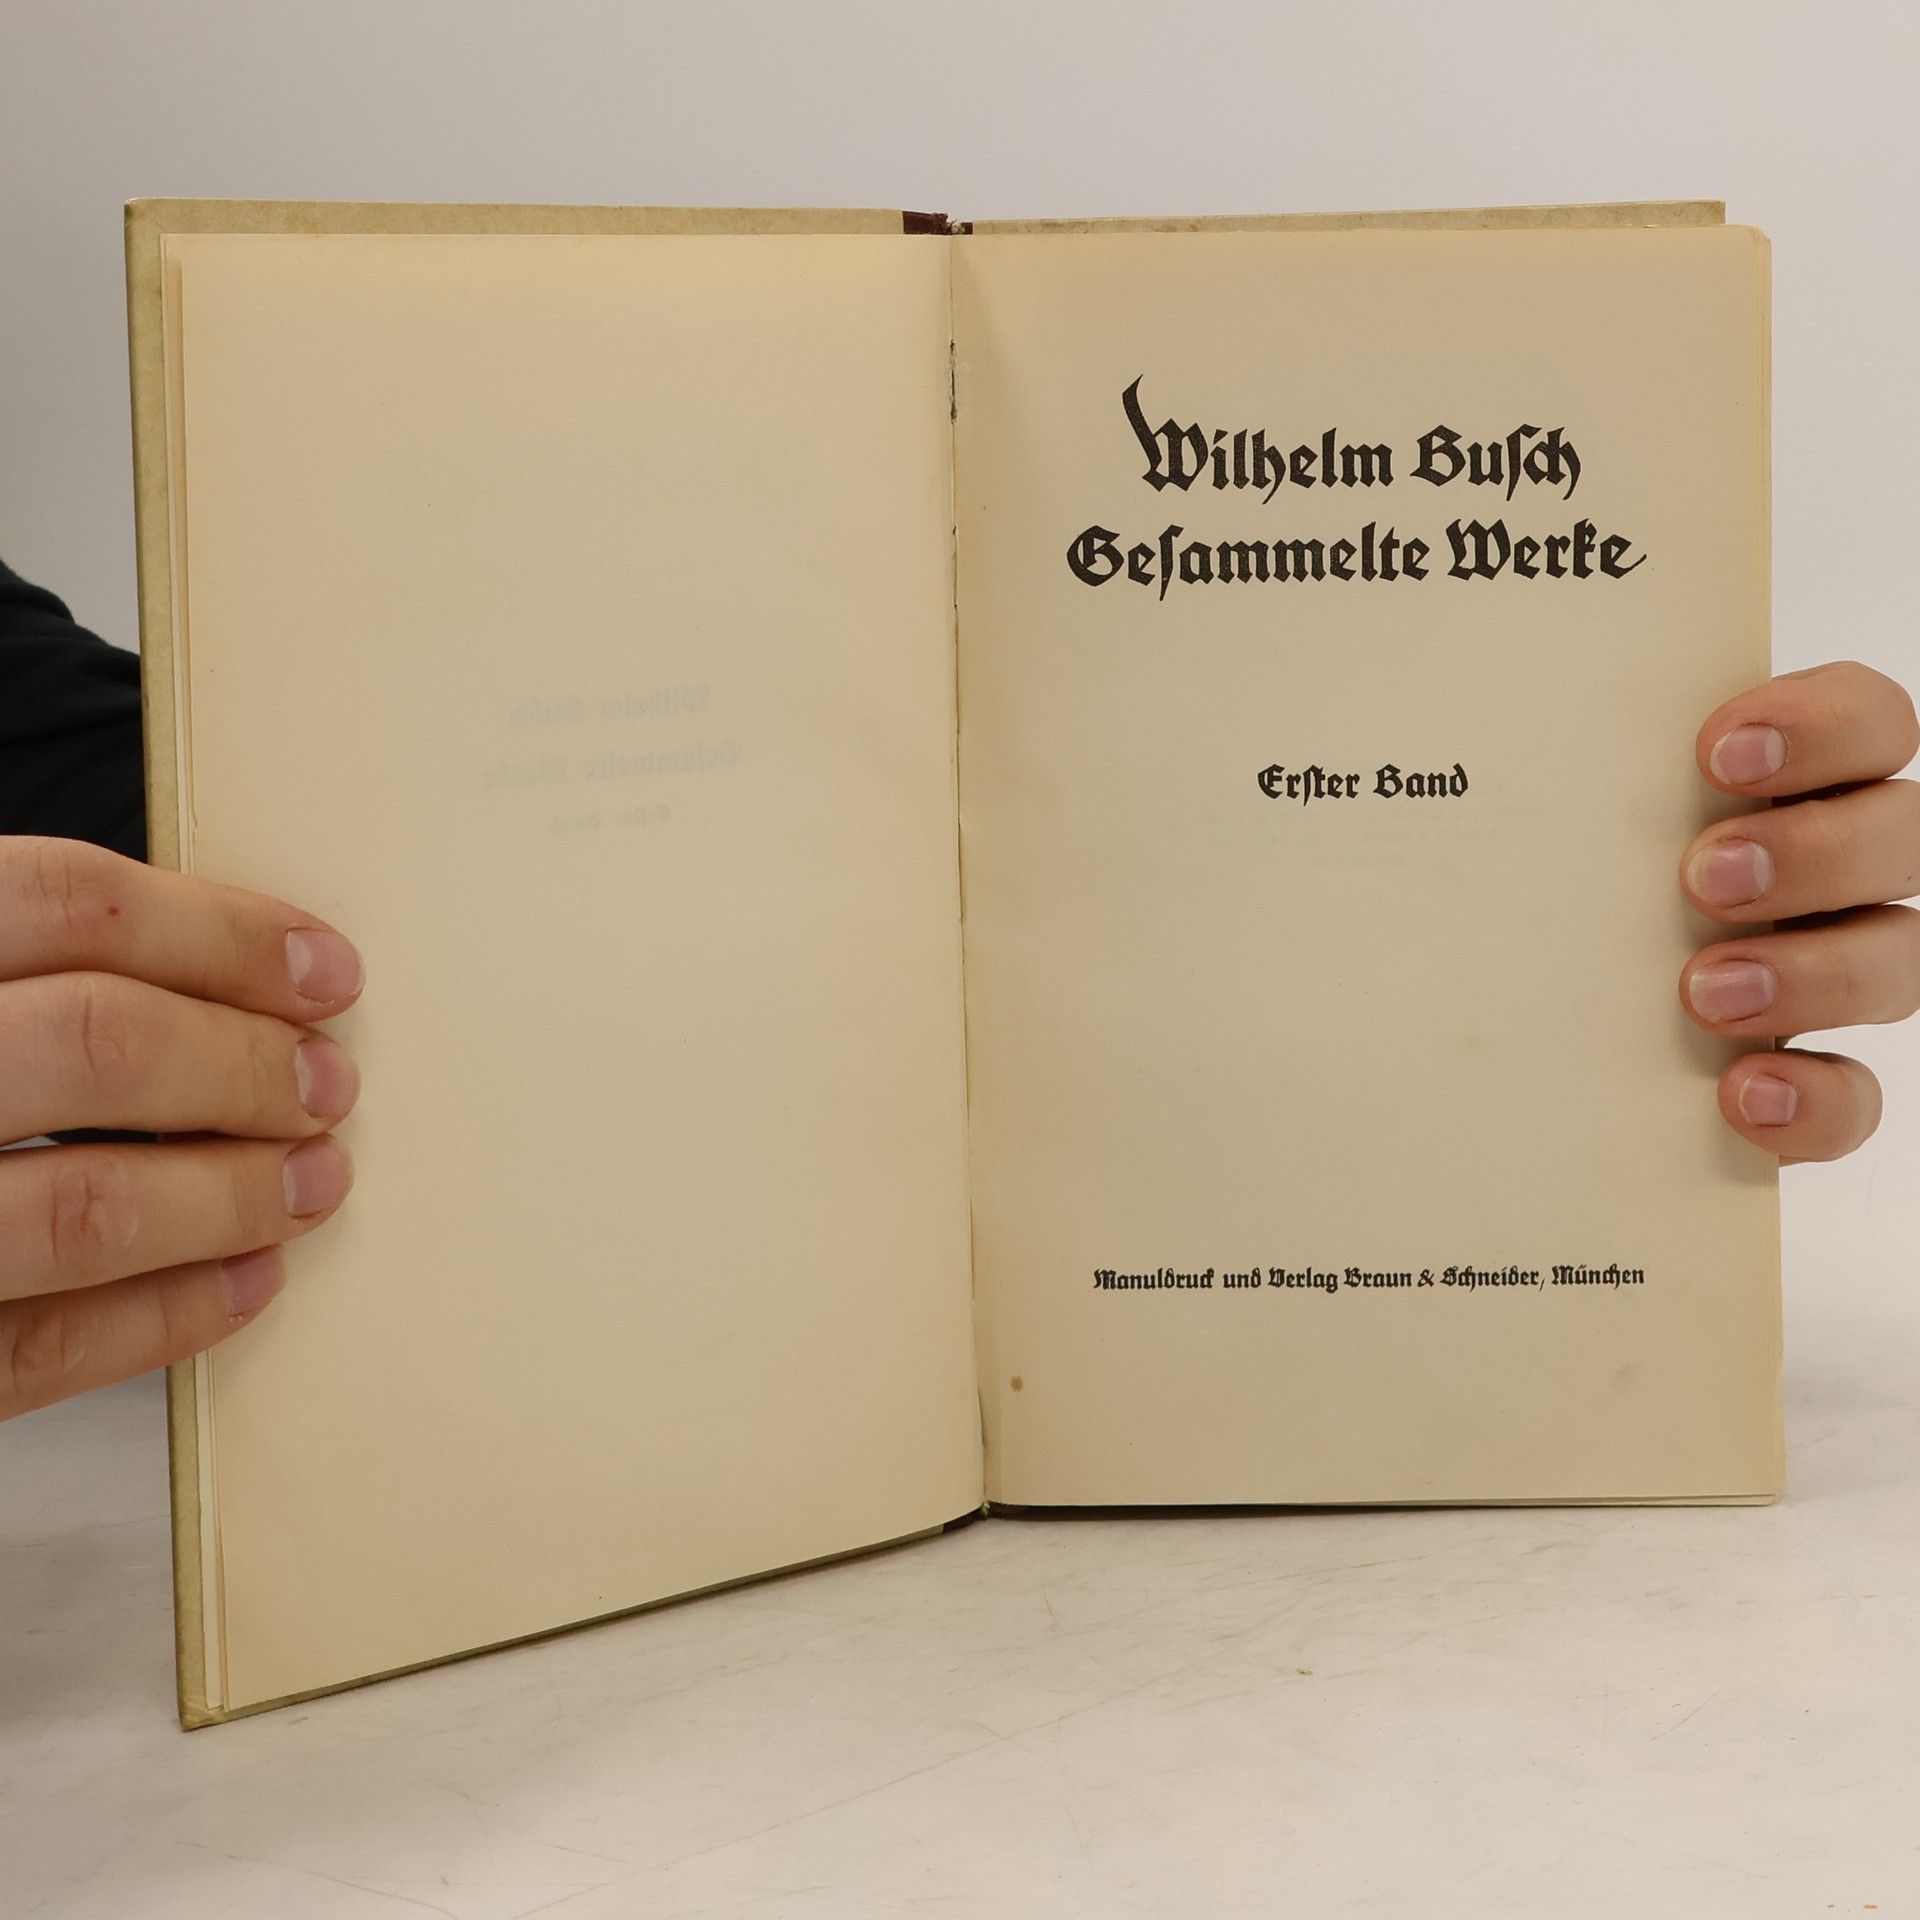 Wilhelm Buſch
Geſammelte Werke
Erſter Band
Manuldruck und Verlag Braun & Schneider, München